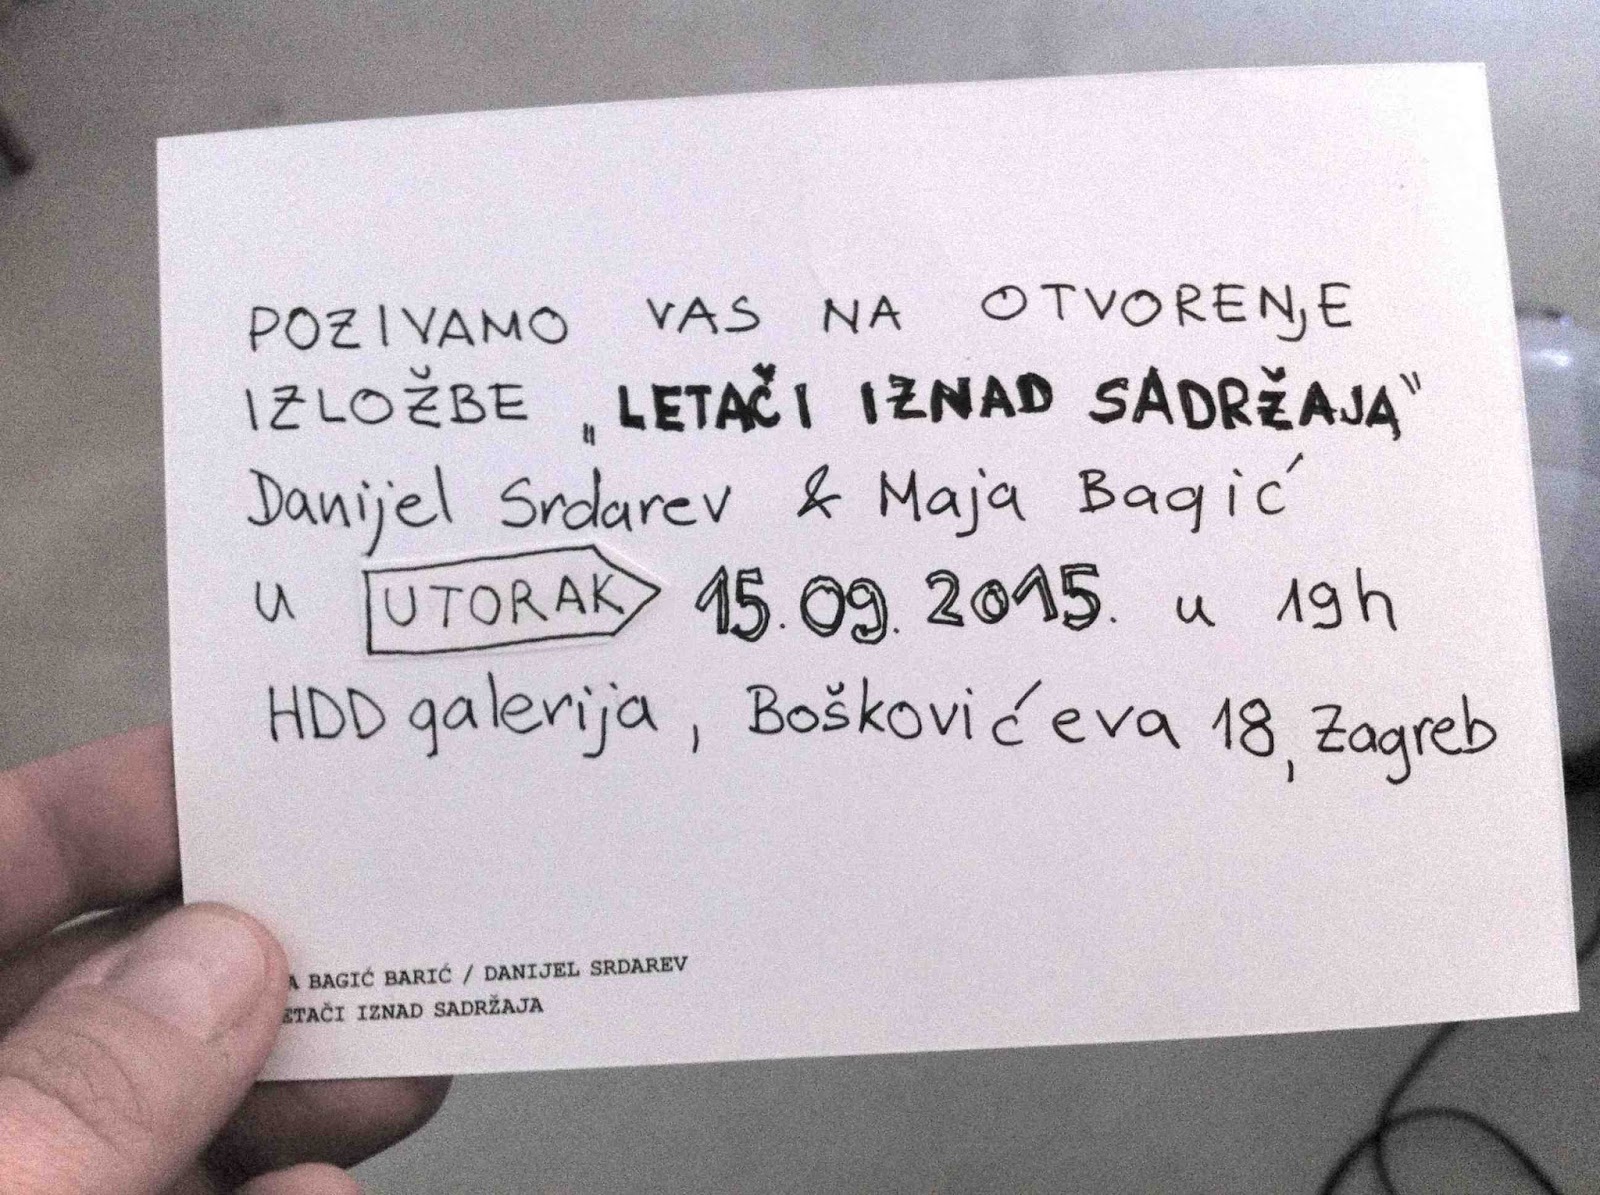 POZIVAMO VAS NA OTVORENJE
IZLOŽBE „LETAČI IZNAD SADRŽAJA"
Danijel Srdarev & Maja Bagić
u UTORAK 15.09.2015. u 19h
HDD galerija, Boškovićeva 18, Zagreb
A BAGIĆ BARIĆ / DANIJEL SRDAREV
ETAČI IZNAD SADRŽAJA